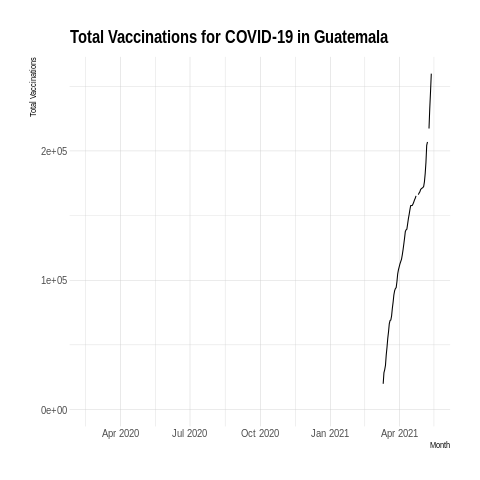 Total Vaccinations for COVID-19 in Guatemala
Total Vaccinations
2e+05
1e+05
0e+00
Apr 2020 Jul 2020 Oct 2020 Jan 2021 Apr 2021
Month